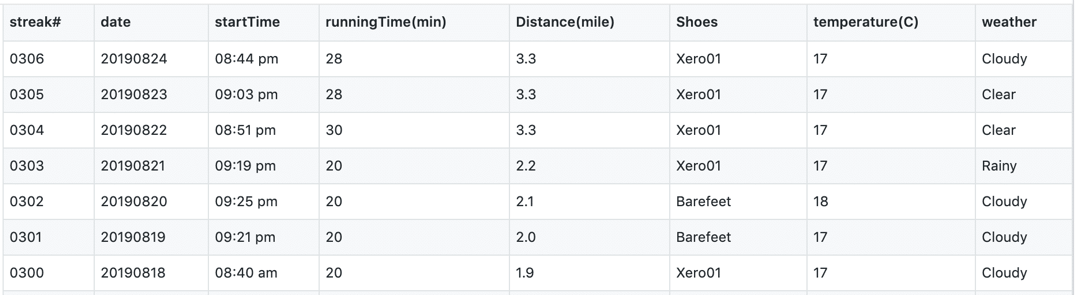 streak# date startTime runningTime(min) Distance(mile) Shoes temperature(C) weather
0306 20190824 08:44 pm 28 3.3 Xero01 17 Cloudy
0305 20190823 09:03 pm 28 3.3 Xero01 17 Clear
0304 20190822 08:51 pm 30 3.3 Xero01 17 Clear
0303 20190821 09:19 pm 20 2.2 Xero01 17 Rainy
0302 20190820 09:25 pm 20 2.1 Barefeet 18 Cloudy
0301 20190819 09:21 pm 20 2.0 Barefeet 17 Cloudy
0300 20190818 08:40 am 20 1.9 Xero01 17 Cloudy